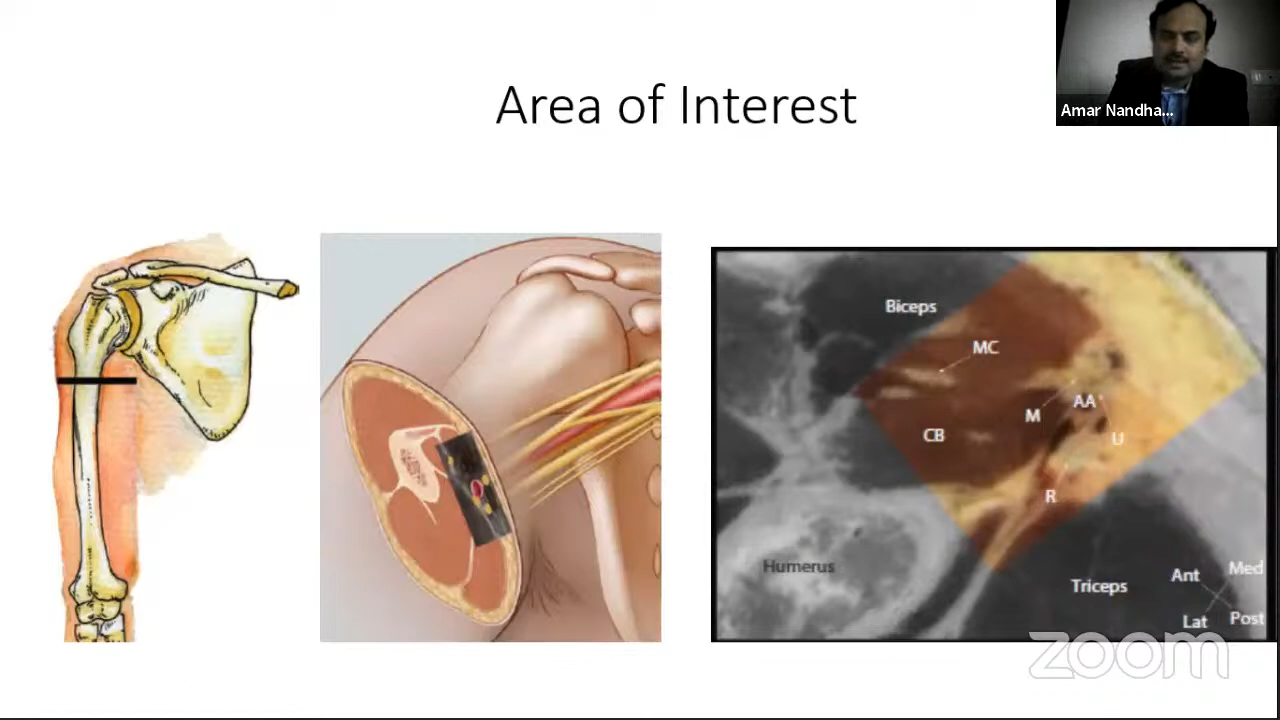 Area of Interest
Amar Nandha...
Biceps
MC
M
AA
CB
U
R
Humerus
Triceps
Ant
Med
Lat
Post
zoom